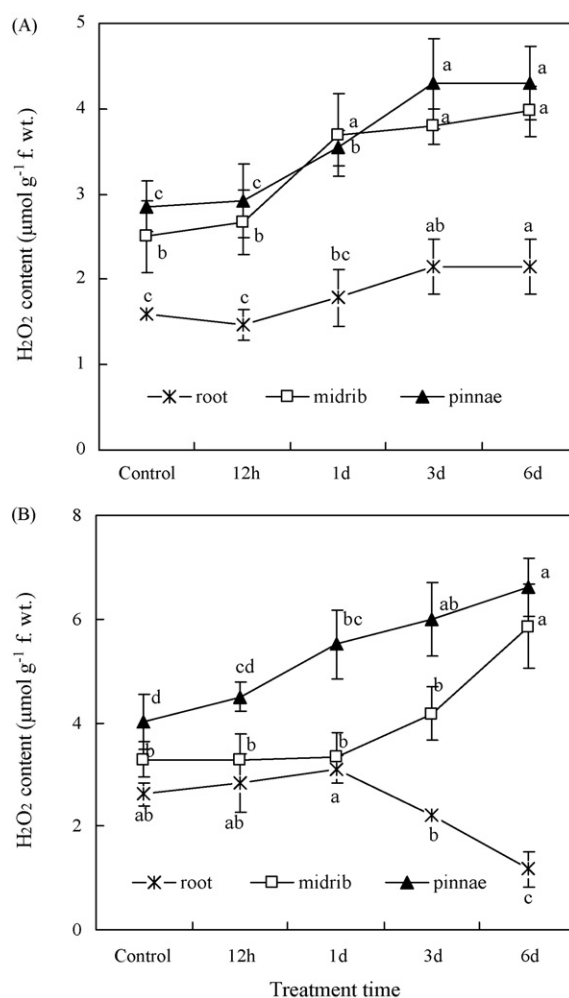 (A)
5
4
3
2
1
0
H₂O₂ content (μmol g⁻¹ f. wt.)
a a
a
b a a
c c
b b
ab a
bc
c c
root midrib pinnae
Control 12h 1d 3d 6d
(B)
8
6
4
2
0
H₂O₂ content (μmol g⁻¹ f. wt.)
a
ab
bc
a
cd
d
b
b b b
ab ab a
b
c
root midrib pinnae
Control 12h 1d 3d 6d
Treatment time